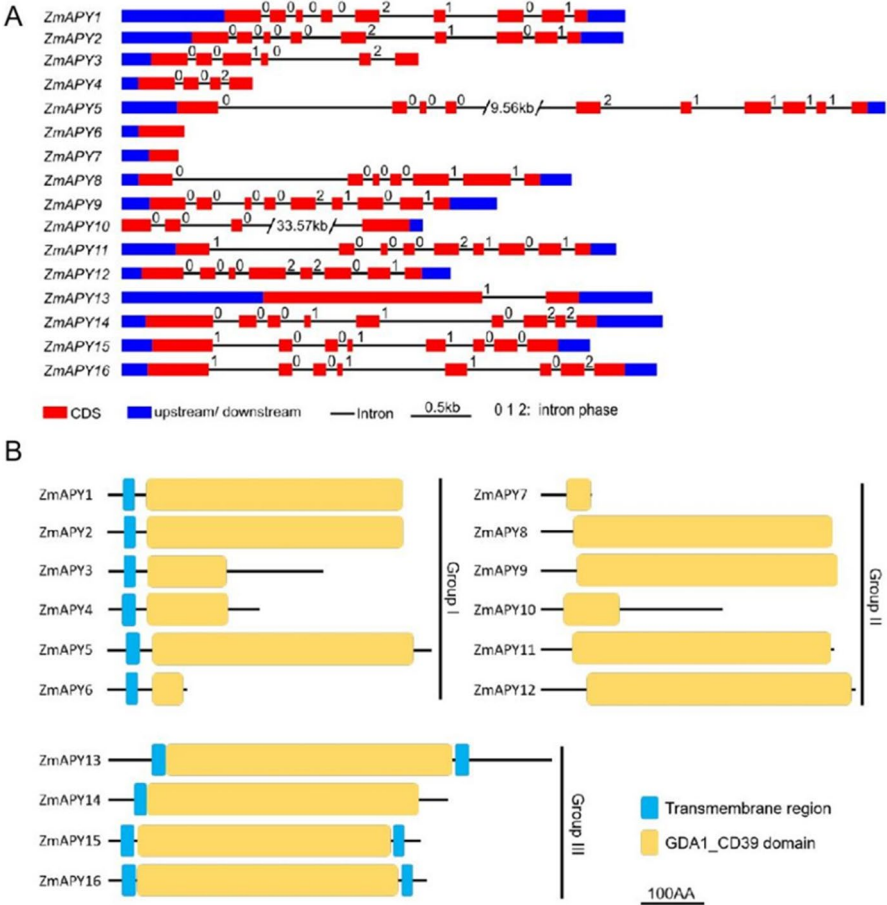 A
ZmAPY1 0 0 0 0 2 1 0 1
ZmAPY2 0 0 0 0 0 2 1 0 1
ZmAPY3 0 0 1 0 2
ZmAPY4 0 0 2
ZmAPY5 0 0 0 0 9.56kb 2 1 1 1 1
ZmAPY6
ZmAPY7
ZmAPY8 0 0 0 0 1 1
ZmAPY9 0 0 0 0 2 1 0 1
ZmAPY10 0 0 0 33.57kb
ZmAPY11 1 0 0 0 2 1 0 1
ZmAPY12 0 0 0 2 2 0 1
ZmAPY13 1
ZmAPY14 0 0 0 1 1 0 2 2
ZmAPY15 1 0 0 1 1 0 0
ZmAPY16 1 0 0 1 1 0 2
CDS upstream/ downstream Intron 0.5kb 0 1 2: intron phase
B
ZmAPY1
ZmAPY2
ZmAPY3
ZmAPY4
ZmAPY5
ZmAPY6
Group I
ZmAPY7
ZmAPY8
ZmAPY9
ZmAPY10
ZmAPY11
ZmAPY12
Group II
ZmAPY13
ZmAPY14
ZmAPY15
ZmAPY16
Group III
Transmembrane region
GDA1_CD39 domain
100AA